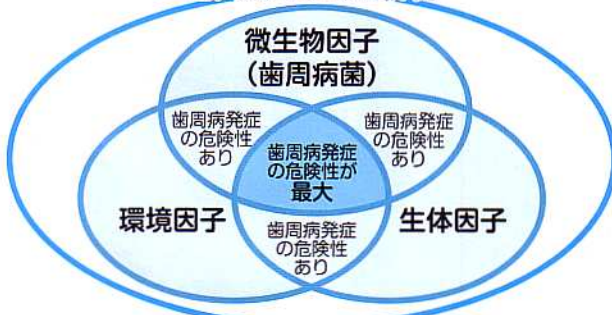 微生物因子
（歯周病菌）
歯周病発症
の危険性
あり
歯周病発症
の危険性
あり
歯周病発症
の危険性が
最大
環境因子
生体因子
歯周病発症
の危険性
あり